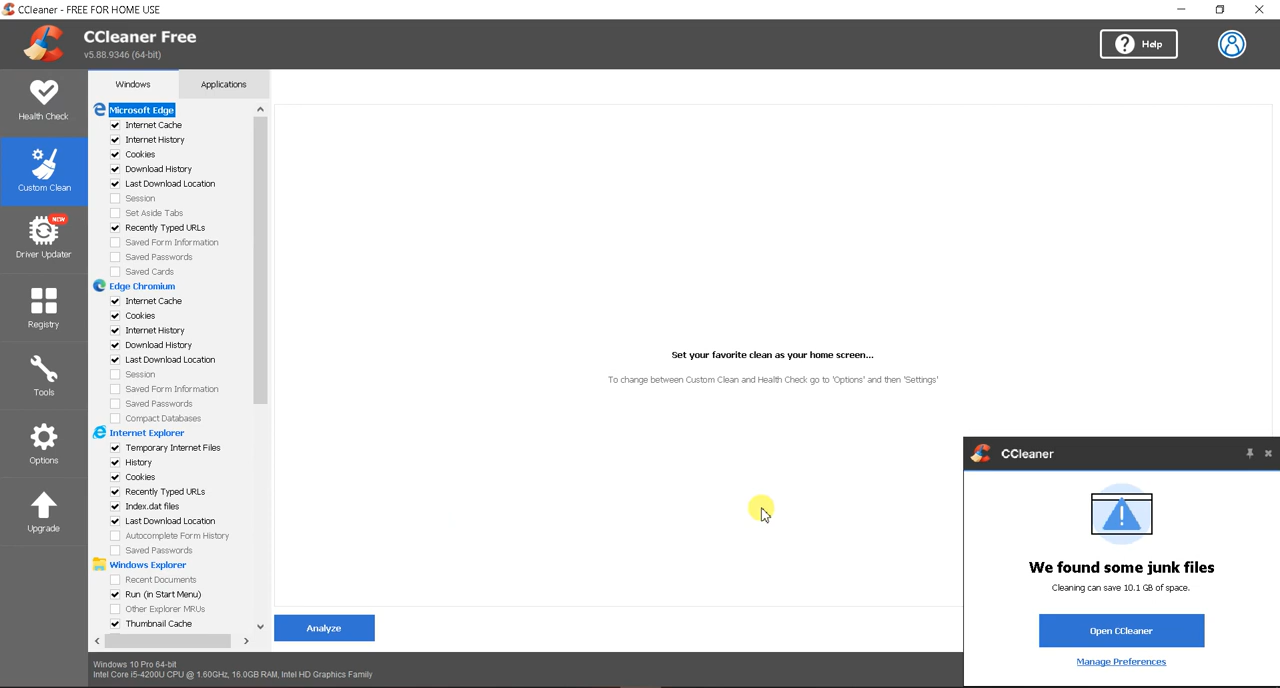 CCleaner - FREE FOR HOME USE
CCleaner Free
v5.88.9346 (64-bit)
Help
Health Check
Custom Clean
NEW
Driver Updater
Registry
Tools
Options
Upgrade
Windows
Applications
Microsoft Edge
Internet Cache
Internet History
Cookies
Download History
Last Download Location
Session
Set Aside Tabs
Recently Typed URLs
Saved Form Information
Saved Passwords
Saved Cards
Edge Chromium
Internet Cache
Cookies
Internet History
Download History
Last Download Location
Session
Saved Form Information
Saved Passwords
Compact Databases
Internet Explorer
Temporary Internet Files
History
Cookies
Recently Typed URLs
Index.dat files
Last Download Location
Autocomplete Form History
Saved Passwords
Windows Explorer
Recent Documents
Run (in Start Menu)
Other Explorer MRUs
Thumbnail Cache
Set your favorite clean as your home screen...
To change between Custom Clean and Health Check go to 'Options' and then 'Settings'
Analyze
CCleaner
We found some junk files
Cleaning can save 10.1 GB of space.
Open CCleaner
Manage Preferences
Windows 10 Pro 64-bit
Intel Core i5-4200U CPU @ 1.60GHz, 16.0GB RAM, Intel HD Graphics Family